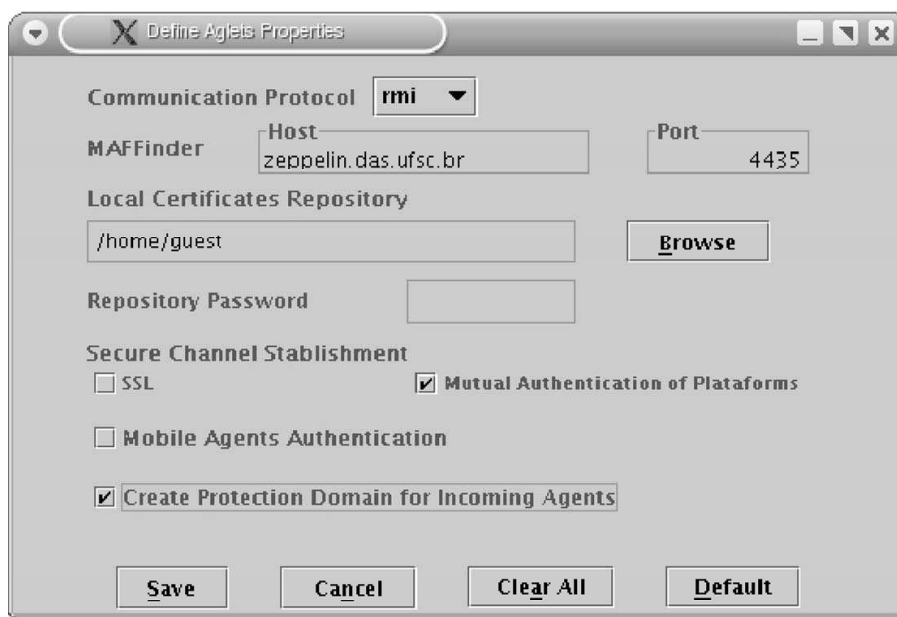 Define Aglets Properties
Communication Protocol rmi
Host Port
MAFFinder zeppelin.das.ufsc.br 4435
Local Certificates Repository
/home/guest Browse
Repository Password
Secure Channel Stablishment
SSL Mutual Authentication of Plataforms
Mobile Agents Authentication
Create Protection Domain for Incoming Agents
Save Cancel Clear All Default